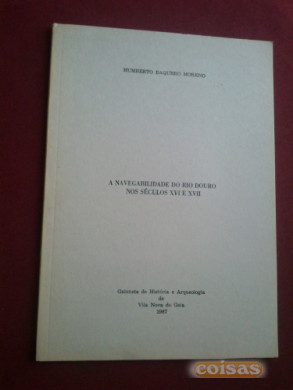 HUMBERTO BAQUERO MORENO
A NAVEGABILIDADE DO RIO DOURO
NOS SÉCULOS XVI E XVII
Gabinete de História e Arqueologia
de
Vila Nova de Gaia
1987
coisas